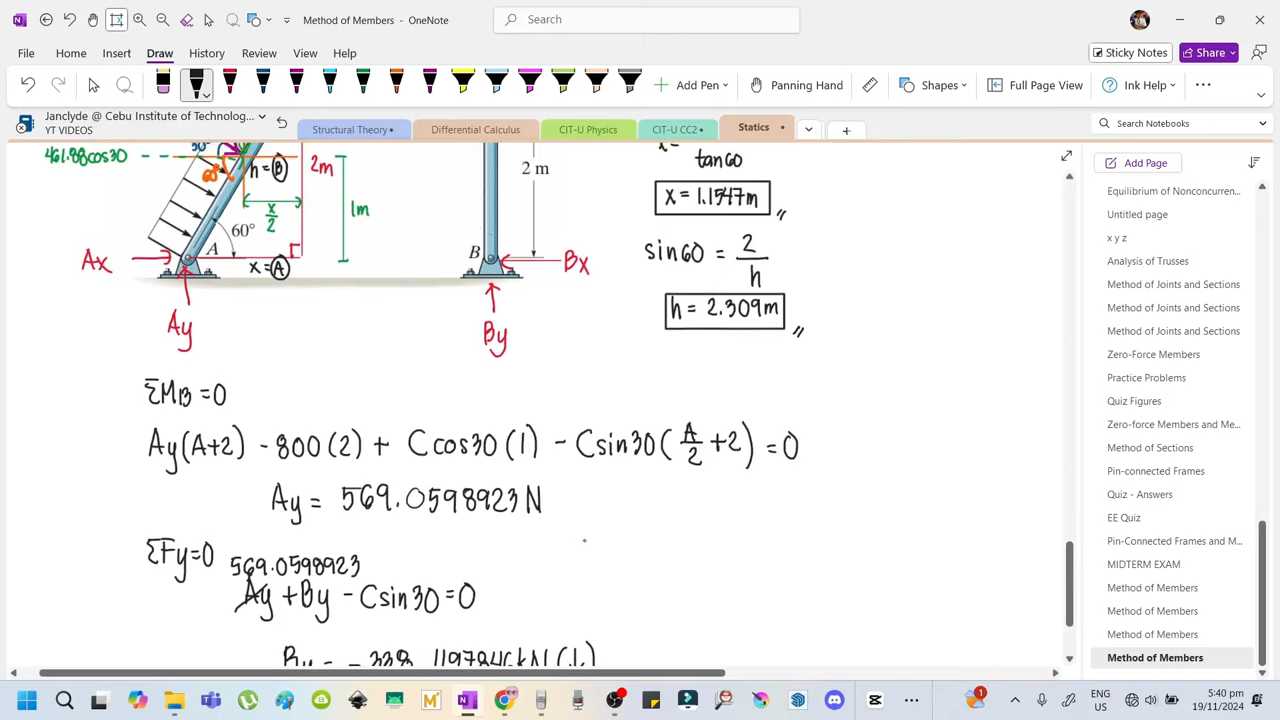 Method of Members - OneNote
Search
File Home Insert Draw History Review View Help
Sticky Notes
Share
Add Pen
Panning Hand
Shapes
Full Page View
Ink Help
Janclyde @ Cebu Institute of Technolog...
YT VIDEOS
Structural Theory
Differential Calculus
CIT-U Physics
CIT-U CC2
Statics
Search Notebooks
Add Page
Equilibrium of Nonconcurren...
Untitled page
x y z
Analysis of Trusses
Method of Joints and Sections
Method of Joints and Sections
Method of Joints and Sections
Zero-Force Members
Practice Problems
Quiz Figures
Zero-force Members and Me...
Method of Sections
Pin-connected Frames
Quiz - Answers
EE Quiz
Pin-Connected Frames and M...
MIDTERM EXAM
Method of Members
Method of Members
Method of Members
Method of Members
461.88cos30
30°
60°
h = B
2m
x/2
1m
60°
A
x = A
Ax
Ay
2 m
B
Bx
By
tan60
x = 1.1547m
sin60 = 2/h
h = 2.309m
ΣMB = 0
Ay(A+2) - 800(2) + Ccos30(1) - Csin30(A/2 + 2) = 0
Ay = 569.0598923N
ΣFy=0
569.0598923
Ay + By - Csin30 = 0
By = -338.1197846kN(↓)
ENG
US
5:40 pm
19/11/2024